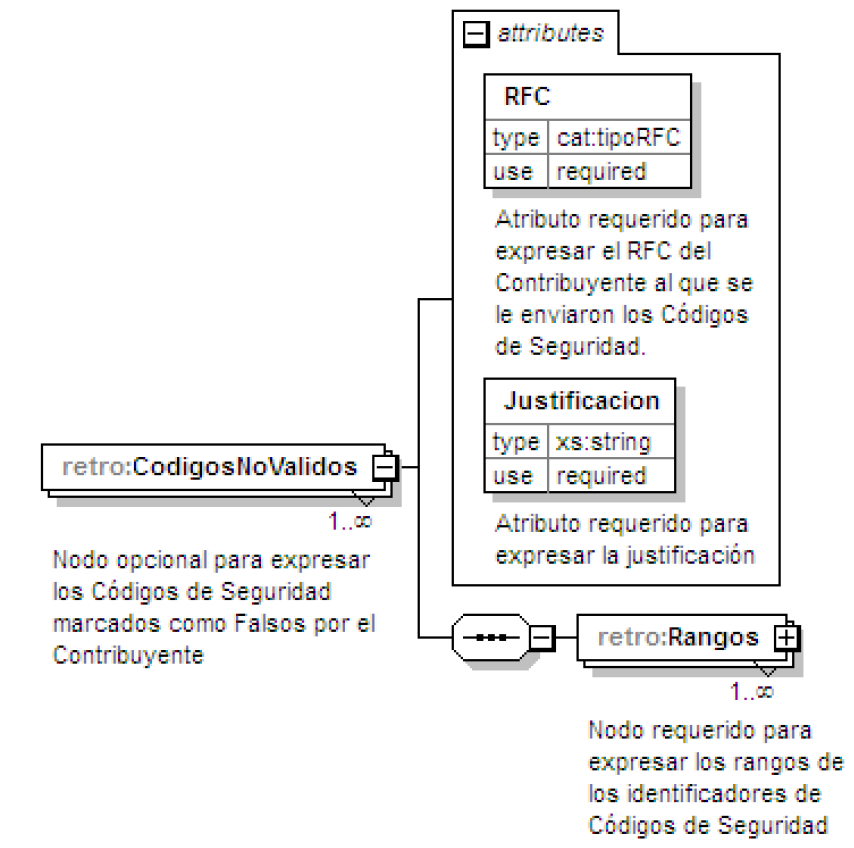 attributes
RFC
type cat:tipoRFC
use required
Atributo requerido para
expresar el RFC del
Contribuyente al que se
le enviaron los Códigos
de Seguridad.
Justificacion
type xs:string
use required
Atributo requerido para
expresar la justificación
retro:CodigosNoValidos
1..∞
Nodo opcional para expresar
los Códigos de Seguridad
marcados como Falsos por el
Contribuyente
retro:Rangos
1..∞
Nodo requerido para
expresar los rangos de
los identificadores de
Códigos de Seguridad